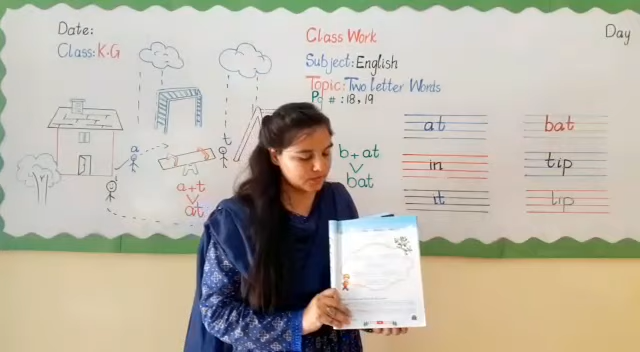 Date:
Class: K-G
a
t
a+t
at
Class Work
Subject: English
Topic: Two letter Words
Pg #: 18, 19
b + at
bat
Day
at
in
it
bat
tip
lip